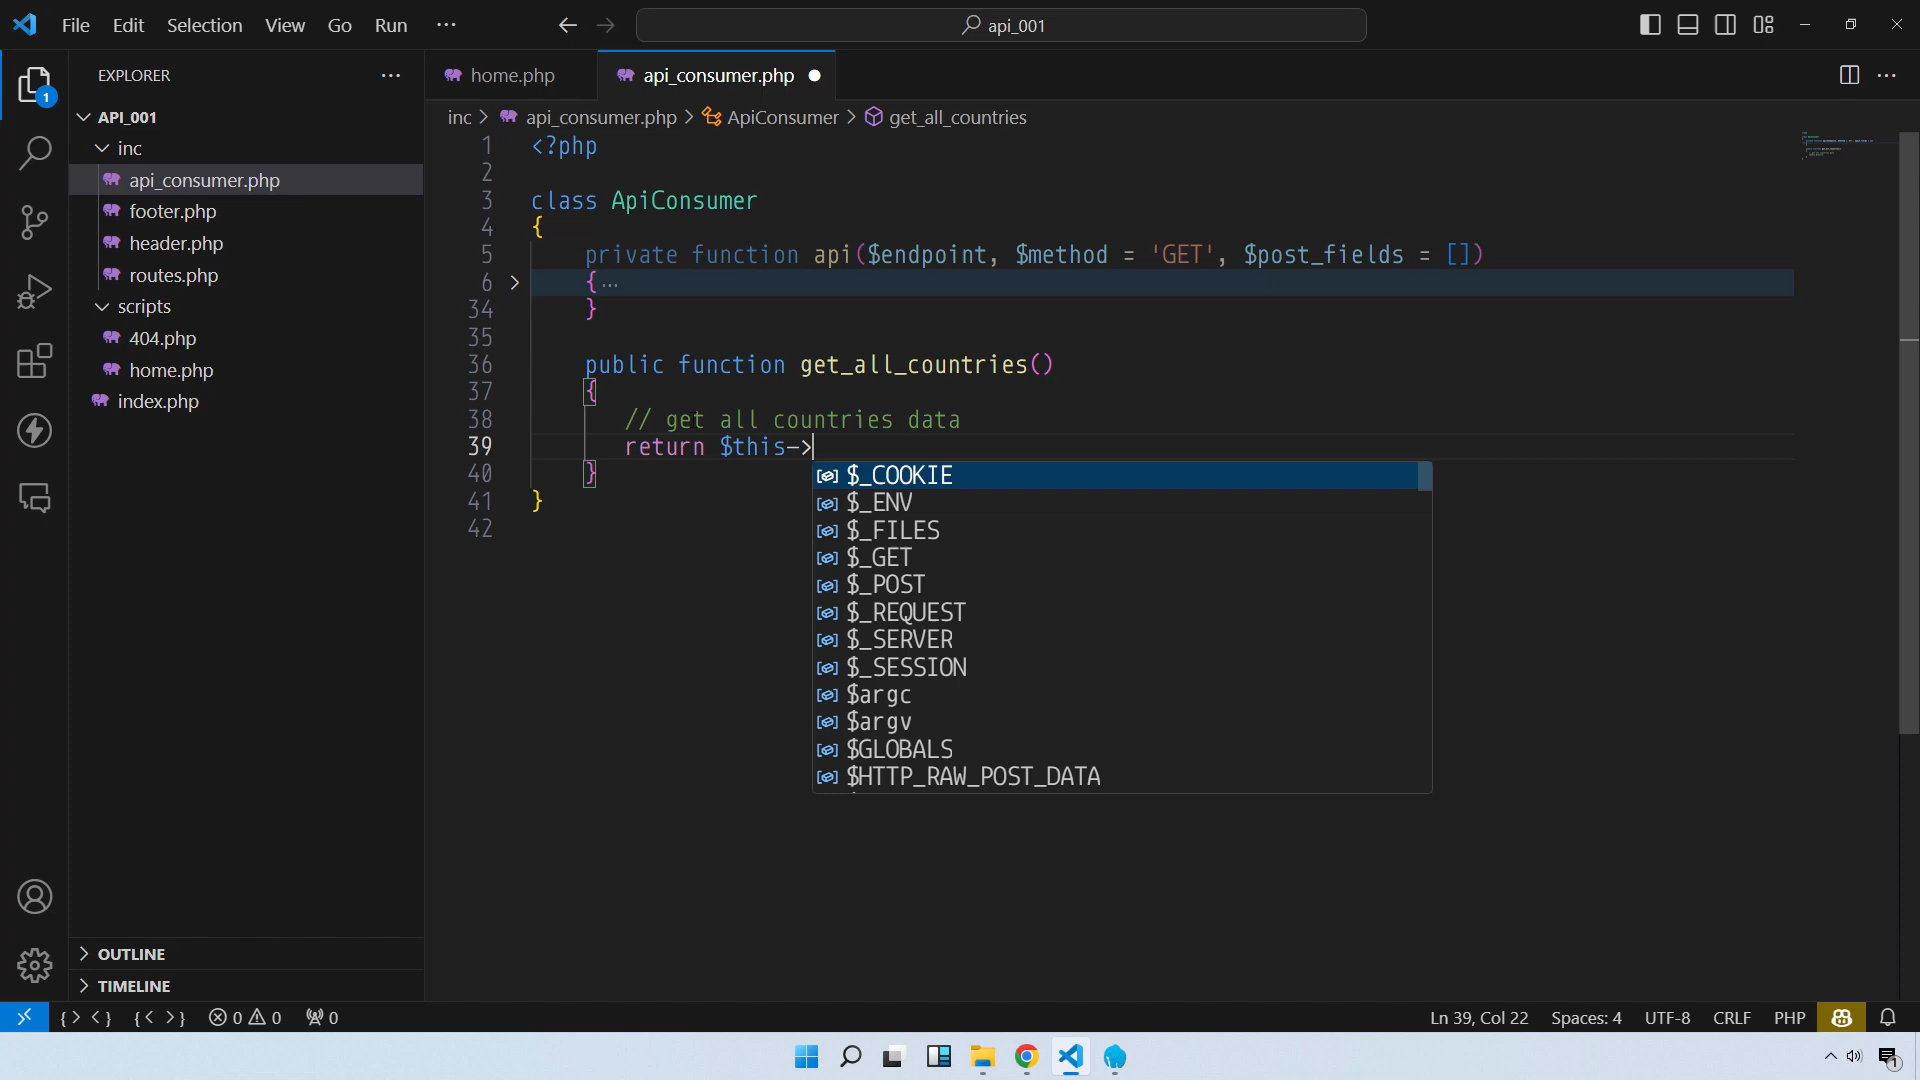 File Edit Selection View Go Run ··· api_001
EXPLORER ···
API_001
inc
api_consumer.php
footer.php
header.php
routes.php
scripts
404.php
home.php
index.php
OUTLINE
TIMELINE
1
home.php api_consumer.php
inc > api_consumer.php > ApiConsumer > get_all_countries
1 <?php
2
3 class ApiConsumer
4 {
5 private function api($endpoint, $method = 'GET', $post_fields = [])
6 {···
34 }
35
36 public function get_all_countries()
37 {
38 // get all countries data
39 return $this->
40 }
41 }
42
$_COOKIE
$_ENV
$_FILES
$_GET
$_POST
$_REQUEST
$_SERVER
$_SESSION
$argc
$argv
$GLOBALS
$HTTP_RAW_POST_DATA
{> <} {< >} 0 0 0 Ln 39, Col 22 Spaces: 4 UTF-8 CRLF PHP
1